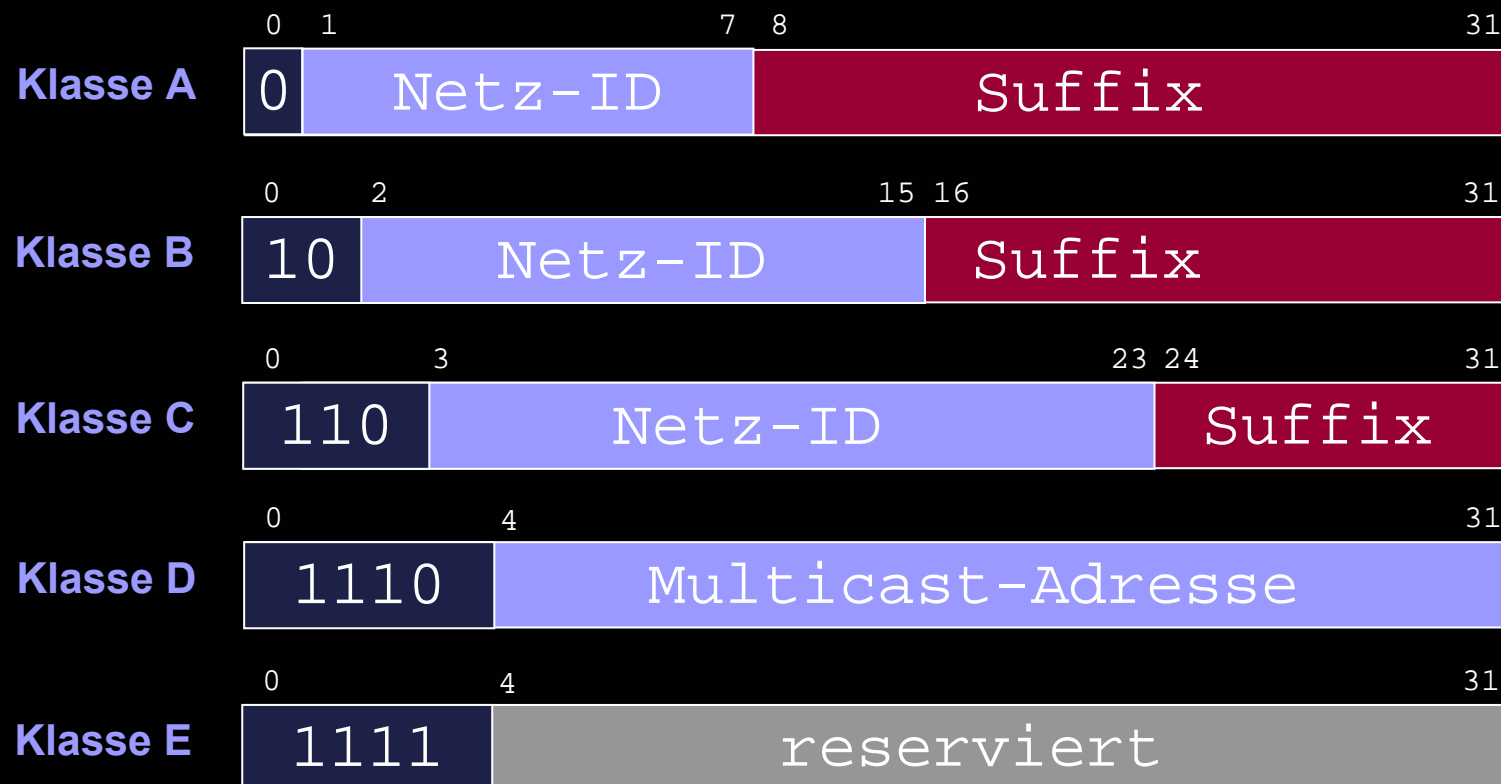 0 1 7 8 31
Klasse A 0 Netz-ID Suffix
0 2 15 16 31
Klasse B 10 Netz-ID Suffix
0 3 23 24 31
Klasse C 110 Netz-ID Suffix
0 4 31
Klasse D 1110 Multicast-Adresse
0 4 31
Klasse E 1111 reserviert